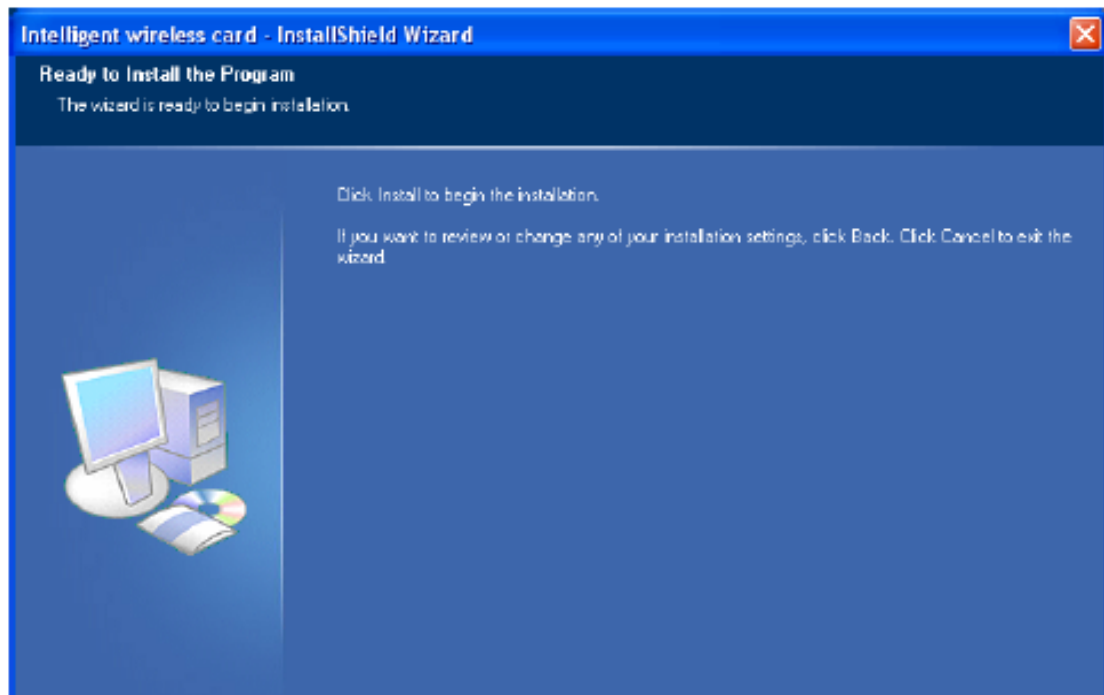 Intelligent wireless card - InstallShield Wizard
Ready to Install the Program
The wizard is ready to begin installation.
Click Install to begin the installation.
If you want to review or change any of your installation settings, click Back. Click Cancel to exit the
wizard.